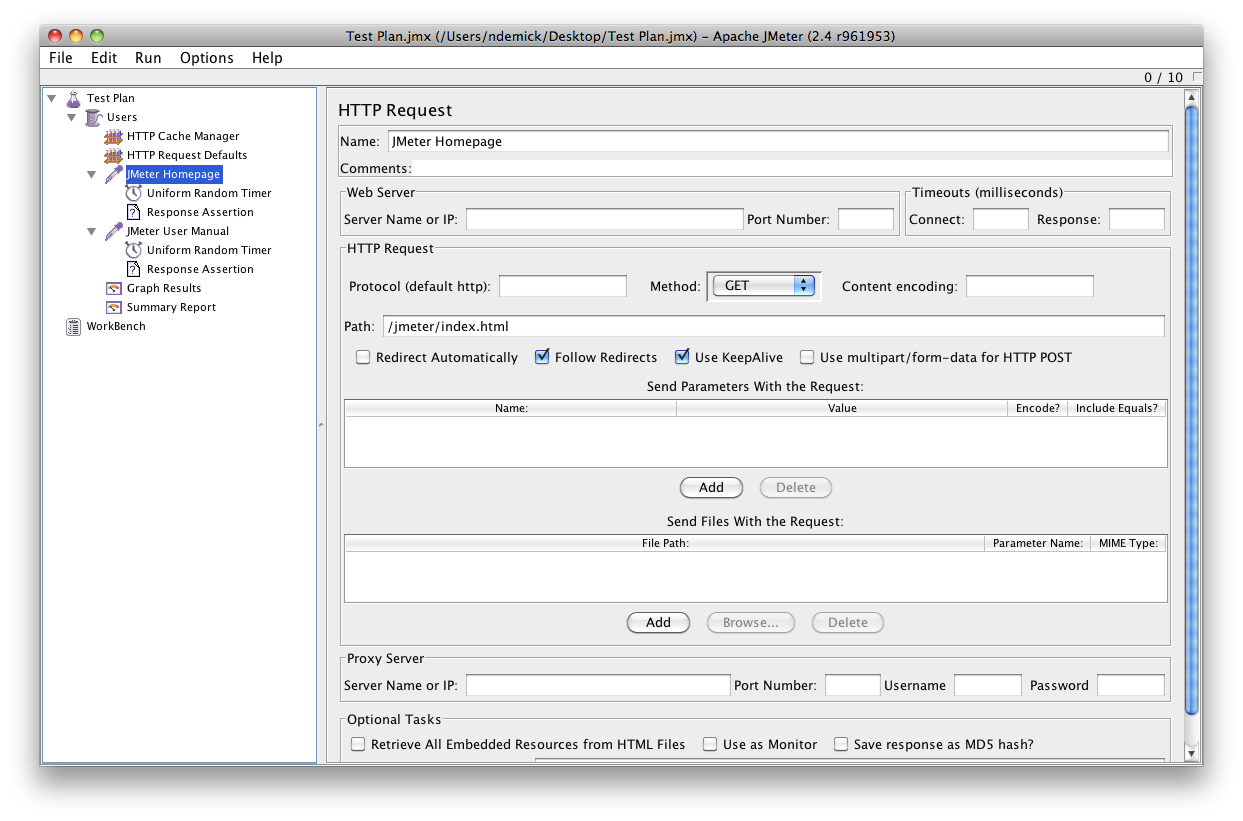 Test Plan.jmx (/Users/ndemick/Desktop/Test Plan.jmx) – Apache JMeter (2.4 r961953)
File Edit Run Options Help
0 / 10
Test Plan
Users
HTTP Cache Manager
HTTP Request Defaults
JMeter Homepage
Uniform Random Timer
Response Assertion
JMeter User Manual
Uniform Random Timer
Response Assertion
Graph Results
Summary Report
WorkBench
HTTP Request
Name: JMeter Homepage
Comments:
Web Server
Server Name or IP: Port Number:
Timeouts (milliseconds)
Connect: Response:
HTTP Request
Protocol (default http): Method: GET Content encoding:
Path: /jmeter/index.html
Redirect Automatically Follow Redirects Use KeepAlive Use multipart/form-data for HTTP POST
Send Parameters With the Request:
Name: Value Encode? Include Equals?
Add Delete
Send Files With the Request:
File Path: Parameter Name: MIME Type:
Add Browse... Delete
Proxy Server
Server Name or IP: Port Number: Username Password
Optional Tasks
Retrieve All Embedded Resources from HTML Files Use as Monitor Save response as MD5 hash?